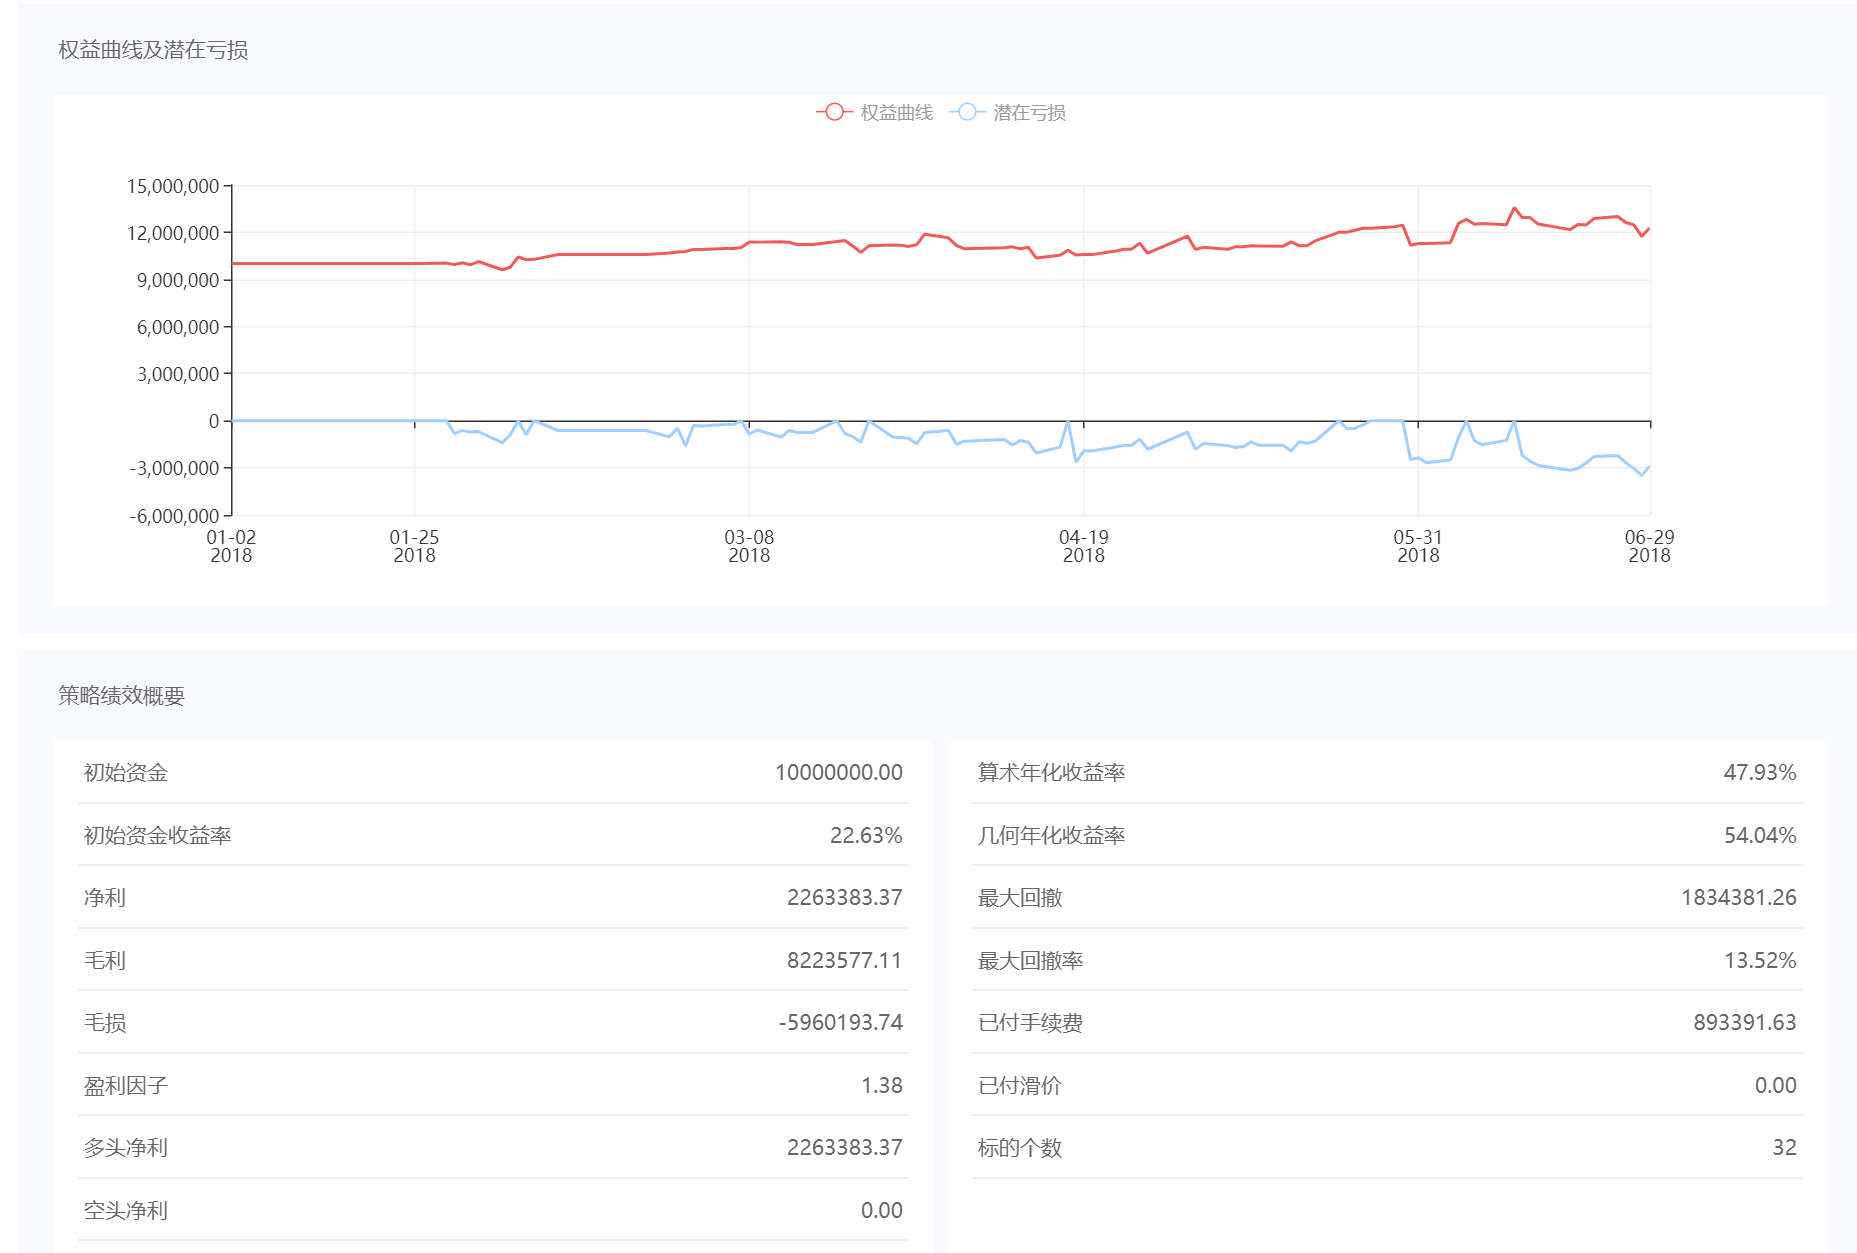 权益曲线及潜在亏损
权益曲线 潜在亏损
15,000,000
12,000,000
9,000,000
6,000,000
3,000,000
0
-3,000,000
-6,000,000
01-02 01-25 03-08 04-19 05-31 06-29
2018 2018 2018 2018 2018 2018
策略绩效概要
初始资金 10000000.00
初始资金收益率 22.63%
净利 2263383.37
毛利 8223577.11
毛损 -5960193.74
盈利因子 1.38
多头净利 2263383.37
空头净利 0.00
算术年化收益率 47.93%
几何年化收益率 54.04%
最大回撤 1834381.26
最大回撤率 13.52%
已付手续费 893391.63
已付滑价 0.00
标的个数 32